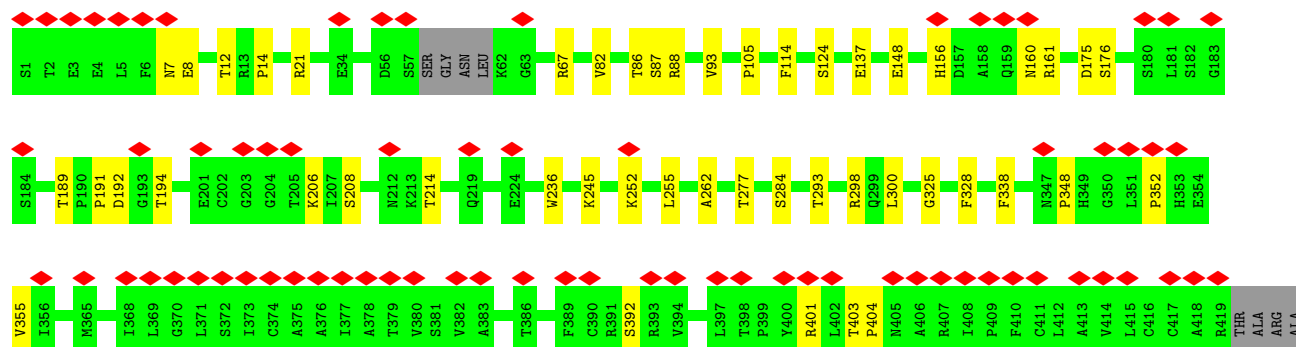 S1 T2 E3 E4 L5 F6 N7 E8 T12 R13 P14 R21 E34 D56 S57 SER GLY ASN LEU K62 G63 R67 V82 T86 S87 R88 V93 P105 F114 S124 E137 E148 H156 D157 A158 Q159 N160 R161 D175 S176 S180 L181 S182 G183
S184 T189 P190 P191 D192 G193 T194 E201 G202 G203 G204 T205 K206 I207 S208 N212 K213 T214 Q219 E224 W236 K245 K252 L255 A262 T277 S284 T293 R298 Q299 L300 G325 F328 F338 N347 P348 H349 G350 L351 P352 H353 E354
V355 I356 M365 I368 L369 G370 L371 S372 I373 C374 A375 A376 I377 A378 T379 V380 S381 V382 A383 T386 F389 C390 R391 S392 R393 V394 L397 T398 P399 Y400 R401 L402 T403 P404 N405 A406 R407 I408 P409 F410 C411 L412 A413 V414 L415 C416 C417 A418 R419 THR ALA ARG ALA